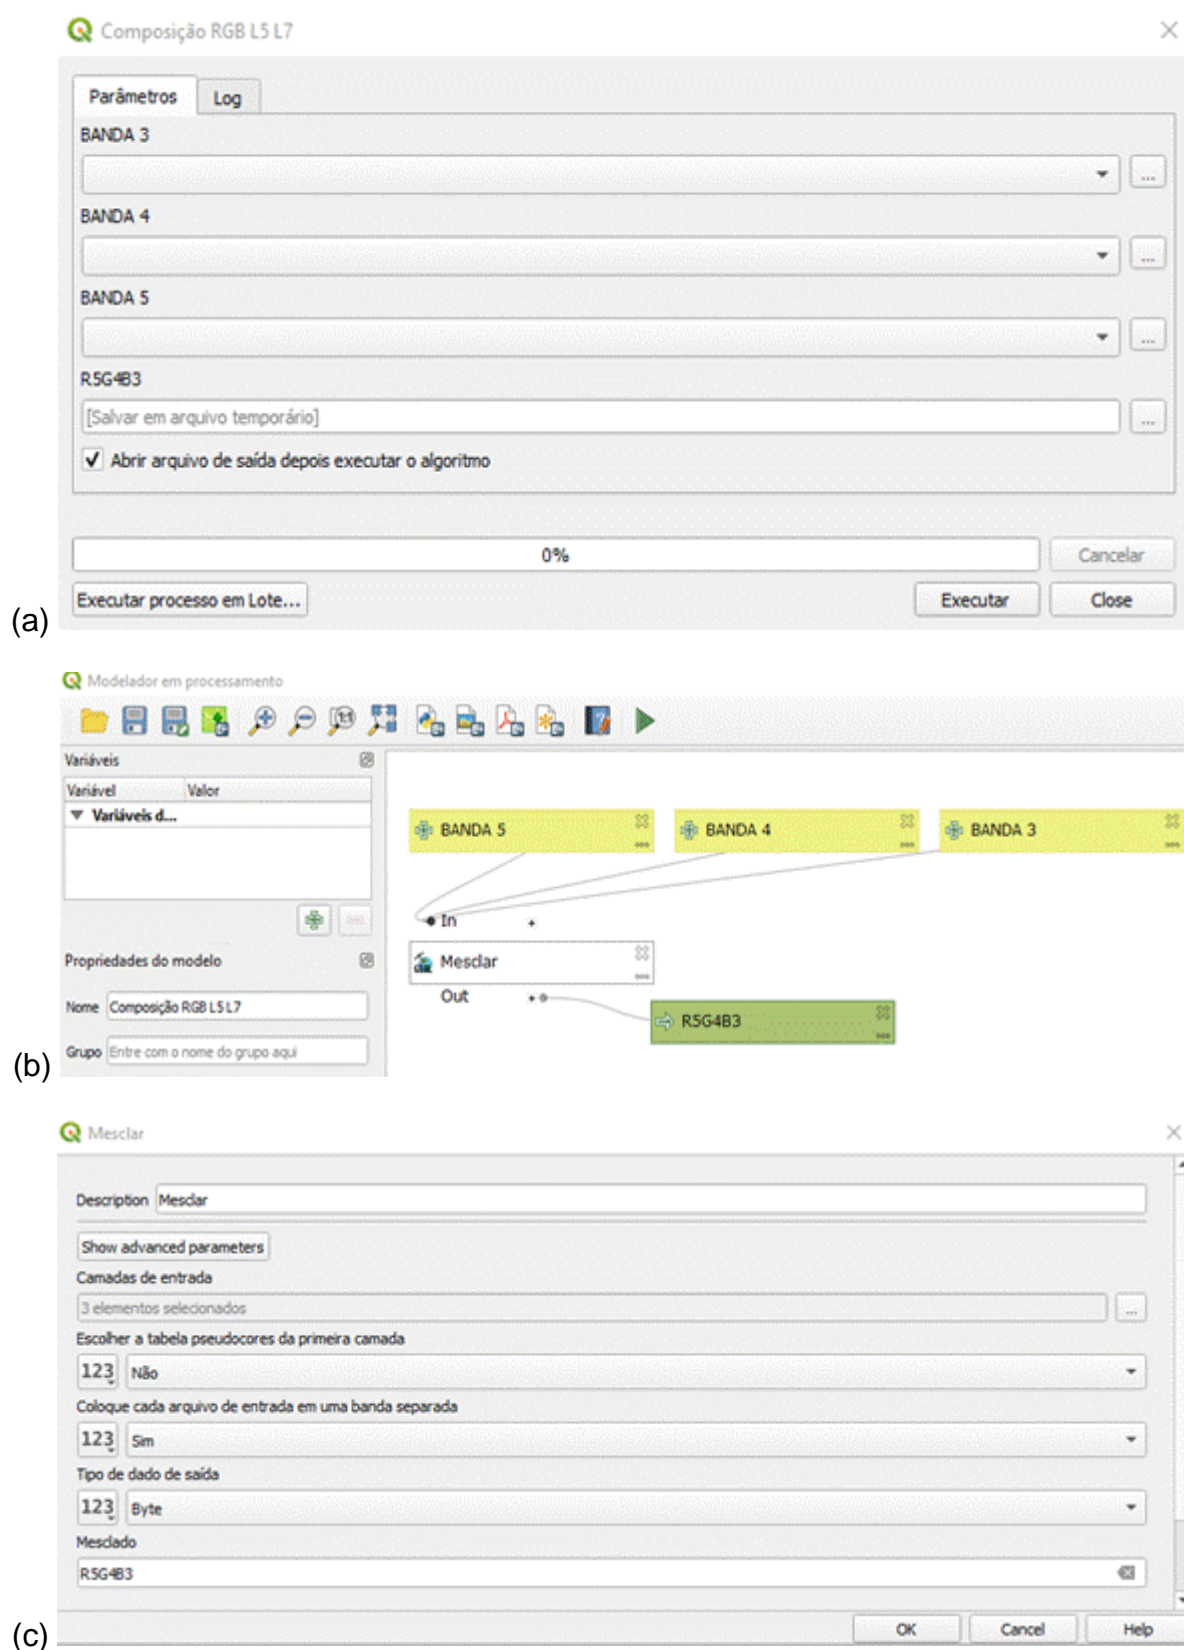 Composição RGB L5 L7
Parâmetros Log
BANDA 3
...
BANDA 4
...
BANDA 5
...
R5G4B3
[Salvar em arquivo temporário] ...
Abrir arquivo de saída depois executar o algoritmo
0% Cancelar
Executar processo em Lote... Executar Close
(a)
Modelador em processamento
1:1
Variáveis
Variável Valor
Variáveis d...
BANDA 5 BANDA 4 BANDA 3
In +
Propriedades do modelo
Mesclar
Out +
Nome Composição RGB L5 L7
R5G4B3
Grupo Entre com o nome do grupo aqui
(b)
Mesclar
Description Mesclar
Show advanced parameters
Camadas de entrada
3 elementos selecionados ...
Escolher a tabela pseudocores da primeira camada
123 Não
Coloque cada arquivo de entrada em uma banda separada
123 Sim
Tipo de dado de saída
123 Byte
Mesclado
R5G4B3
OK Cancel Help
(c)